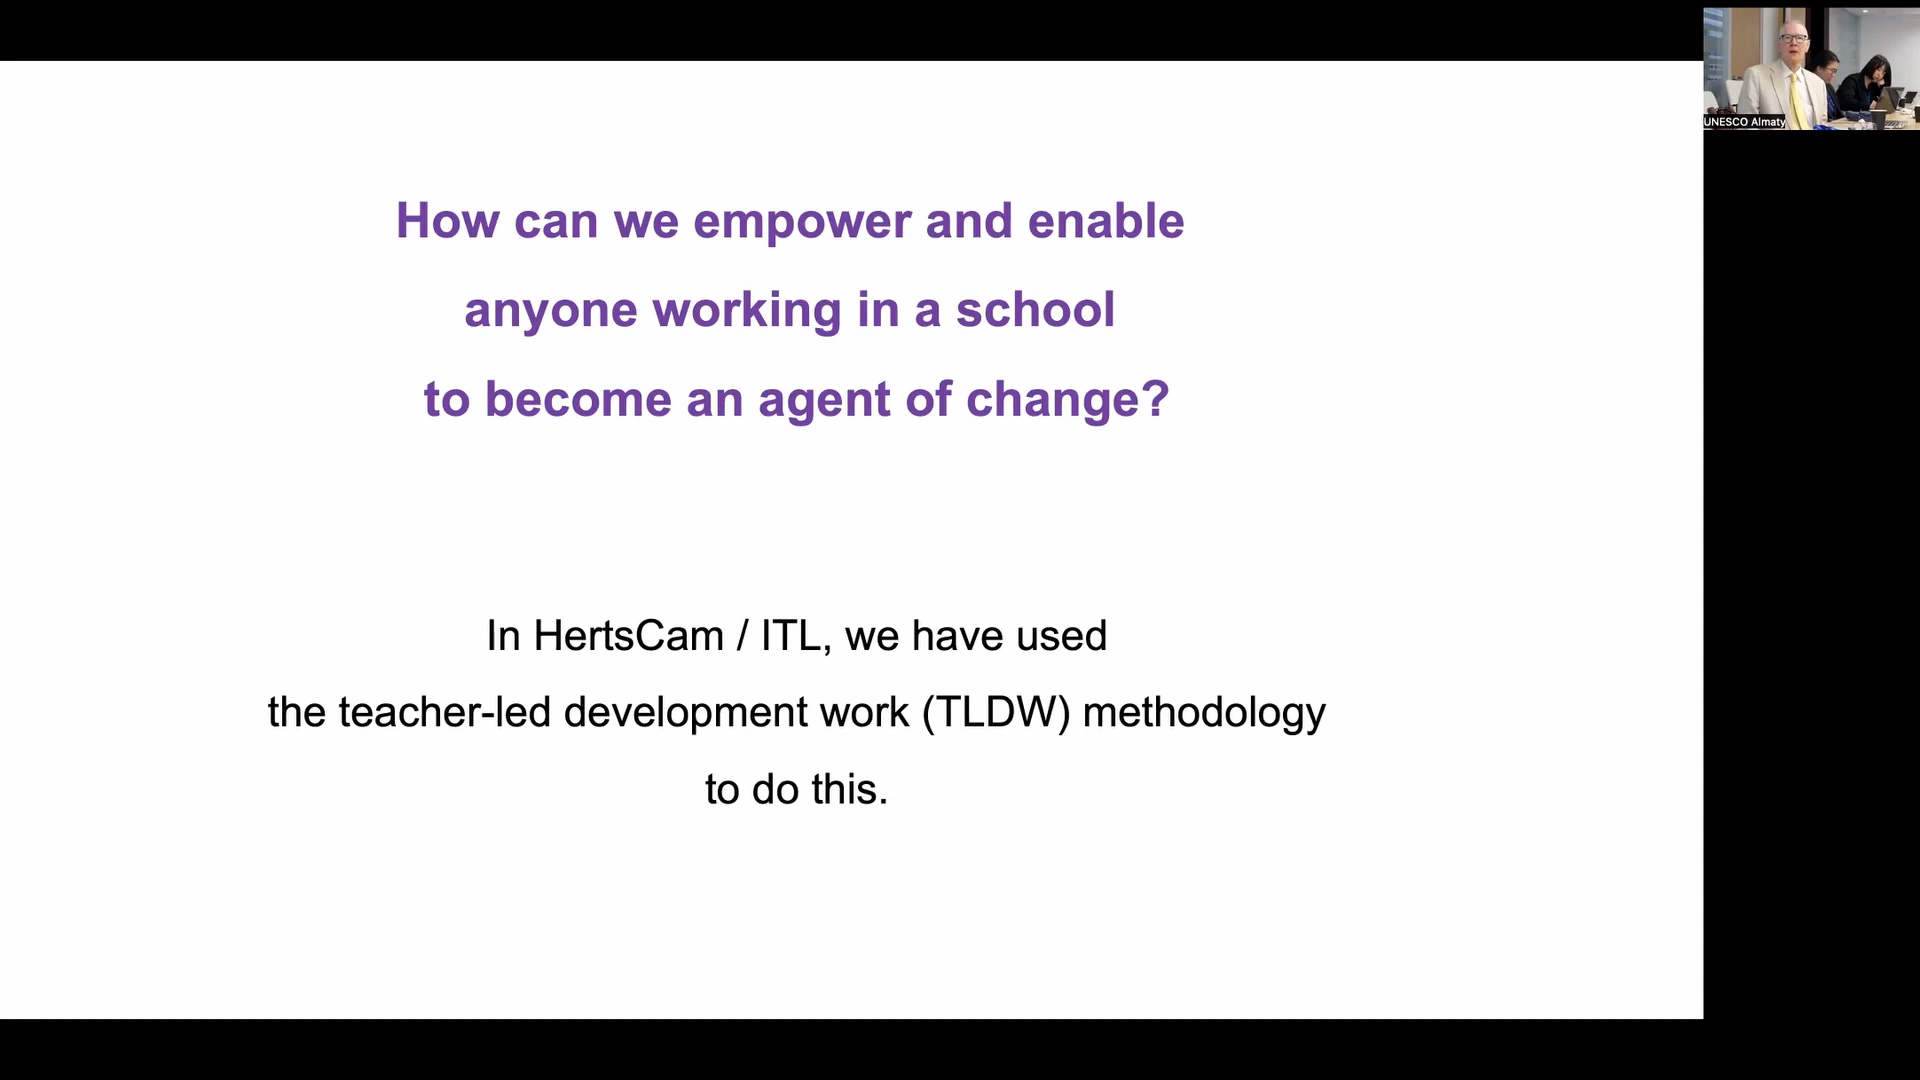 UNESCO Almaty
How can we empower and enable
anyone working in a school
to become an agent of change?
In HertsCam / ITL, we have used
the teacher-led development work (TLDW) methodology
to do this.